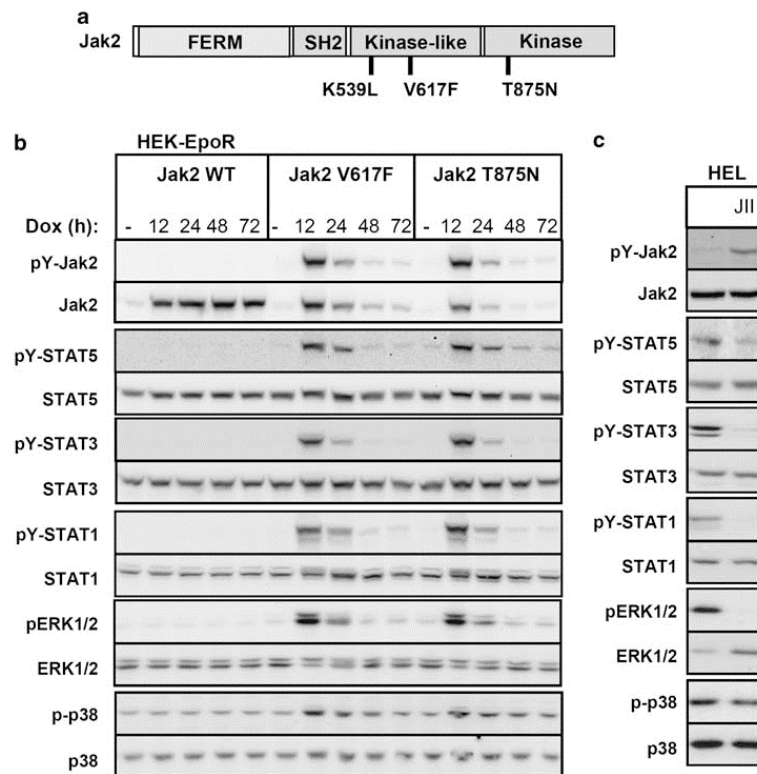 a
Jak2 FERM SH2 Kinase-like Kinase
K539L V617F T875N
b
HEK-EpoR
Jak2 WT Jak2 V617F Jak2 T875N
Dox (h): - 12 24 48 72 - 12 24 48 72 - 12 24 48 72
pY-Jak2
Jak2
pY-STAT5
STAT5
pY-STAT3
STAT3
pY-STAT1
STAT1
pERK1/2
ERK1/2
p-p38
p38
c
HEL
JII
pY-Jak2
Jak2
pY-STAT5
STAT5
pY-STAT3
STAT3
pY-STAT1
STAT1
pERK1/2
ERK1/2
p-p38
p38